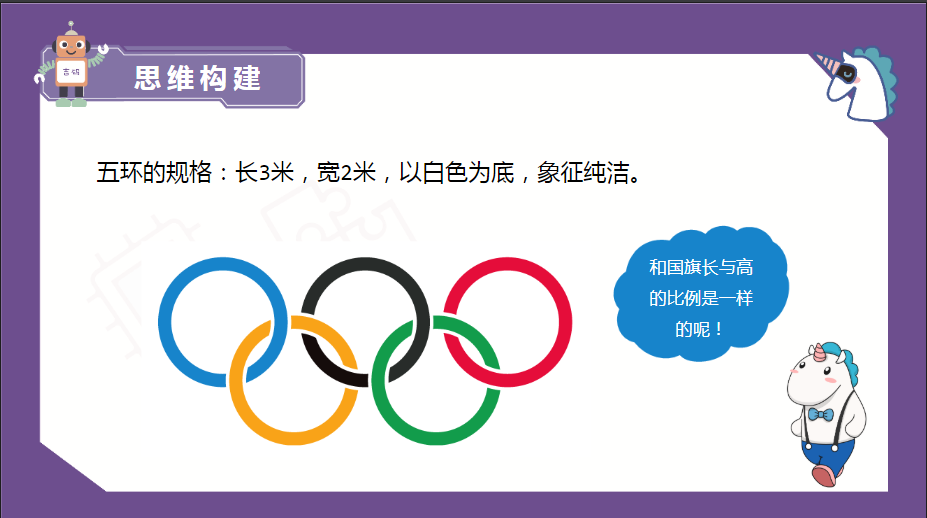 思维构建
五环的规格：长3米，宽2米，以白色为底，象征纯洁。
和国旗长与高
的比例是一样
的呢！